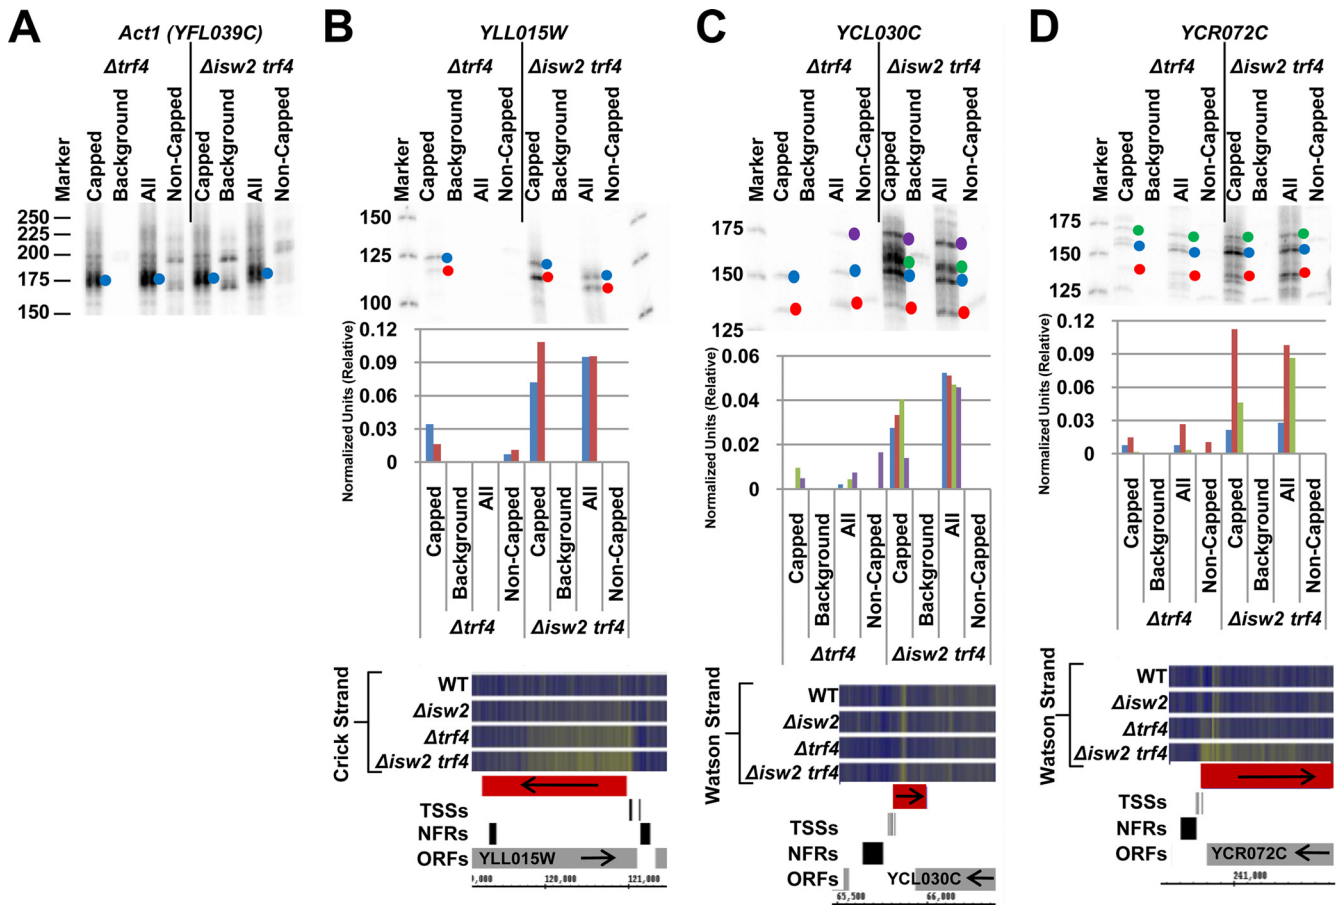 A
Act1 (YFL039C)
Δtrf4
Δisw2 trf4
Marker
Capped
Background
All
Non-Capped
Capped
Background
All
Non-Capped
250
225
200
175
150
B
YLL015W
Δtrf4
Δisw2 trf4
Marker
Capped
Background
All
Non-Capped
Capped
Background
All
Non-Capped
150
125
100
Normalized Units (Relative)
0.12
0.09
0.06
0.03
0
Capped
Background
All
Non-Capped
Capped
Background
All
Non-Capped
Δtrf4
Δisw2 trf4
Crick Strand
WT
Δisw2
Δtrf4
Δisw2 trf4
TSSs
NFRs
ORFs
YLL015W
0,000
120,000
121,000
C
YCL030C
Δtrf4
Δisw2 trf4
Marker
Capped
Background
All
Non-Capped
Capped
Background
All
Non-Capped
175
150
125
Normalized Units (Relative)
0.06
0.04
0.02
0
Capped
Background
All
Non-Capped
Capped
Background
All
Non-Capped
Δtrf4
Δisw2 trf4
Watson Strand
WT
Δisw2
Δtrf4
Δisw2 trf4
TSSs
NFRs
ORFs
YCL030C
65,500
66,000
D
YCR072C
Δtrf4
Δisw2 trf4
Marker
Capped
Background
All
Non-Capped
Capped
Background
All
Non-Capped
175
150
125
Normalized Units (Relative)
0.12
0.09
0.06
0.03
0
Capped
Background
All
Non-Capped
Capped
Background
All
Non-Capped
Δtrf4
Δisw2 trf4
Watson Strand
WT
Δisw2
Δtrf4
Δisw2 trf4
TSSs
NFRs
ORFs
YCR072C
241,000